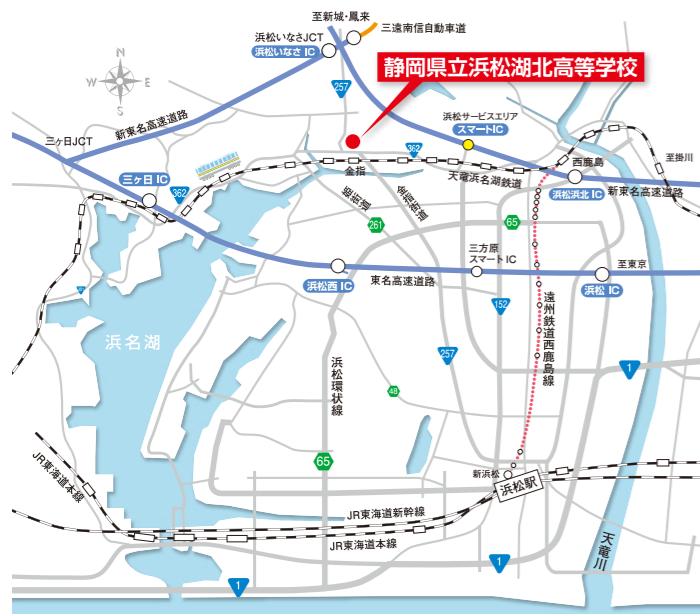 至新城・鳳来
三遠南信自動車道
浜松いなさJCT
浜松いなさ IC
N
W
E
S
257
静岡県立浜松湖北高等学校
新東名高速道路
浜松サービスエリア
スマートIC
三ヶ日JCT
362
金指
西鹿島
至掛川
三ヶ日 IC
362
天竜浜名湖鉄道
浜松浜北 IC
新東名高速道路
姫街道
金指街道
261
65
三方原
スマートIC
至東京
浜松西 IC
東名高速道路
浜松 IC
152
浜名湖
浜松環状線
257
遠州鉄道西鹿島線
1
48
65
新浜松
浜松駅
JR東海道本線
JR東海道新幹線
JR東海道本線
天竜川
1
1